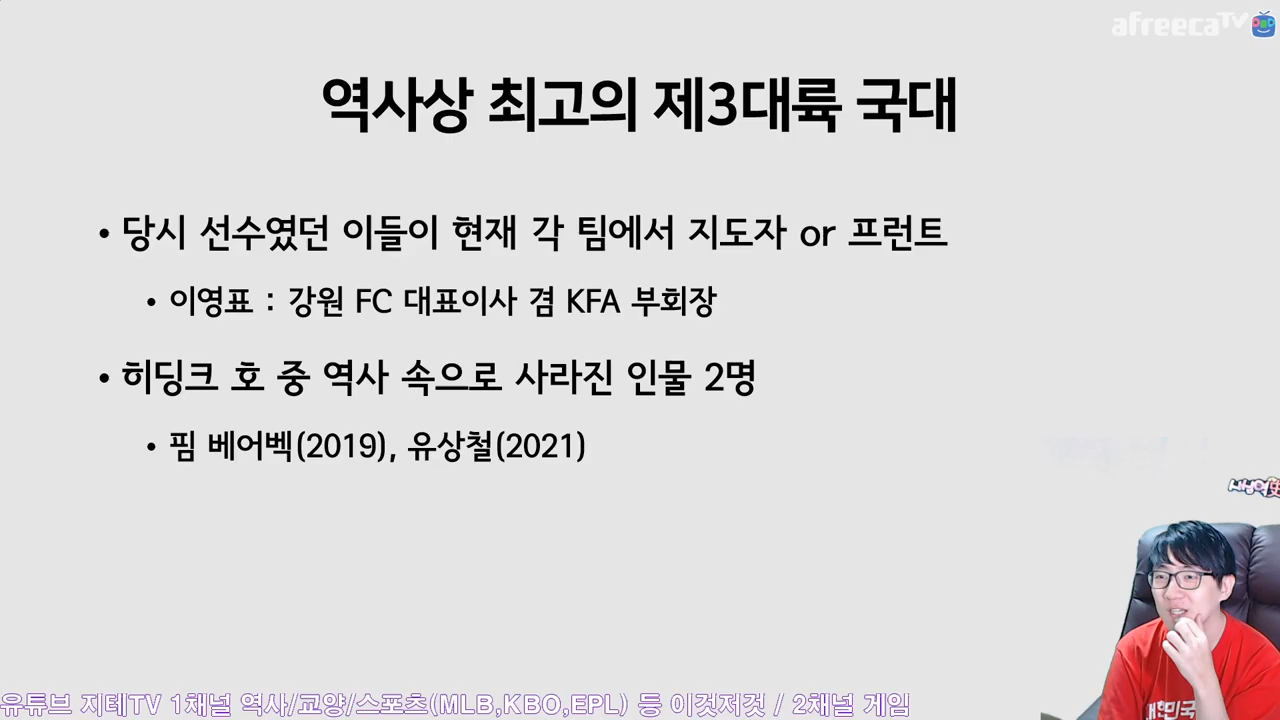 afreecaTV
역사상 최고의 제3대륙 국대
• 당시 선수였던 이들이 현재 각 팀에서 지도자 or 프런트
• 이영표 : 강원 FC 대표이사 겸 KFA 부회장
• 히딩크 호 중 역사 속으로 사라진 인물 2명
• 핌 베어벡(2019), 유상철(2021)
대한민국
유튜브 지테TV 1채널 역사/교양/스포츠(MLB,KBO,EPL) 등 이것저것 / 2채널 게임